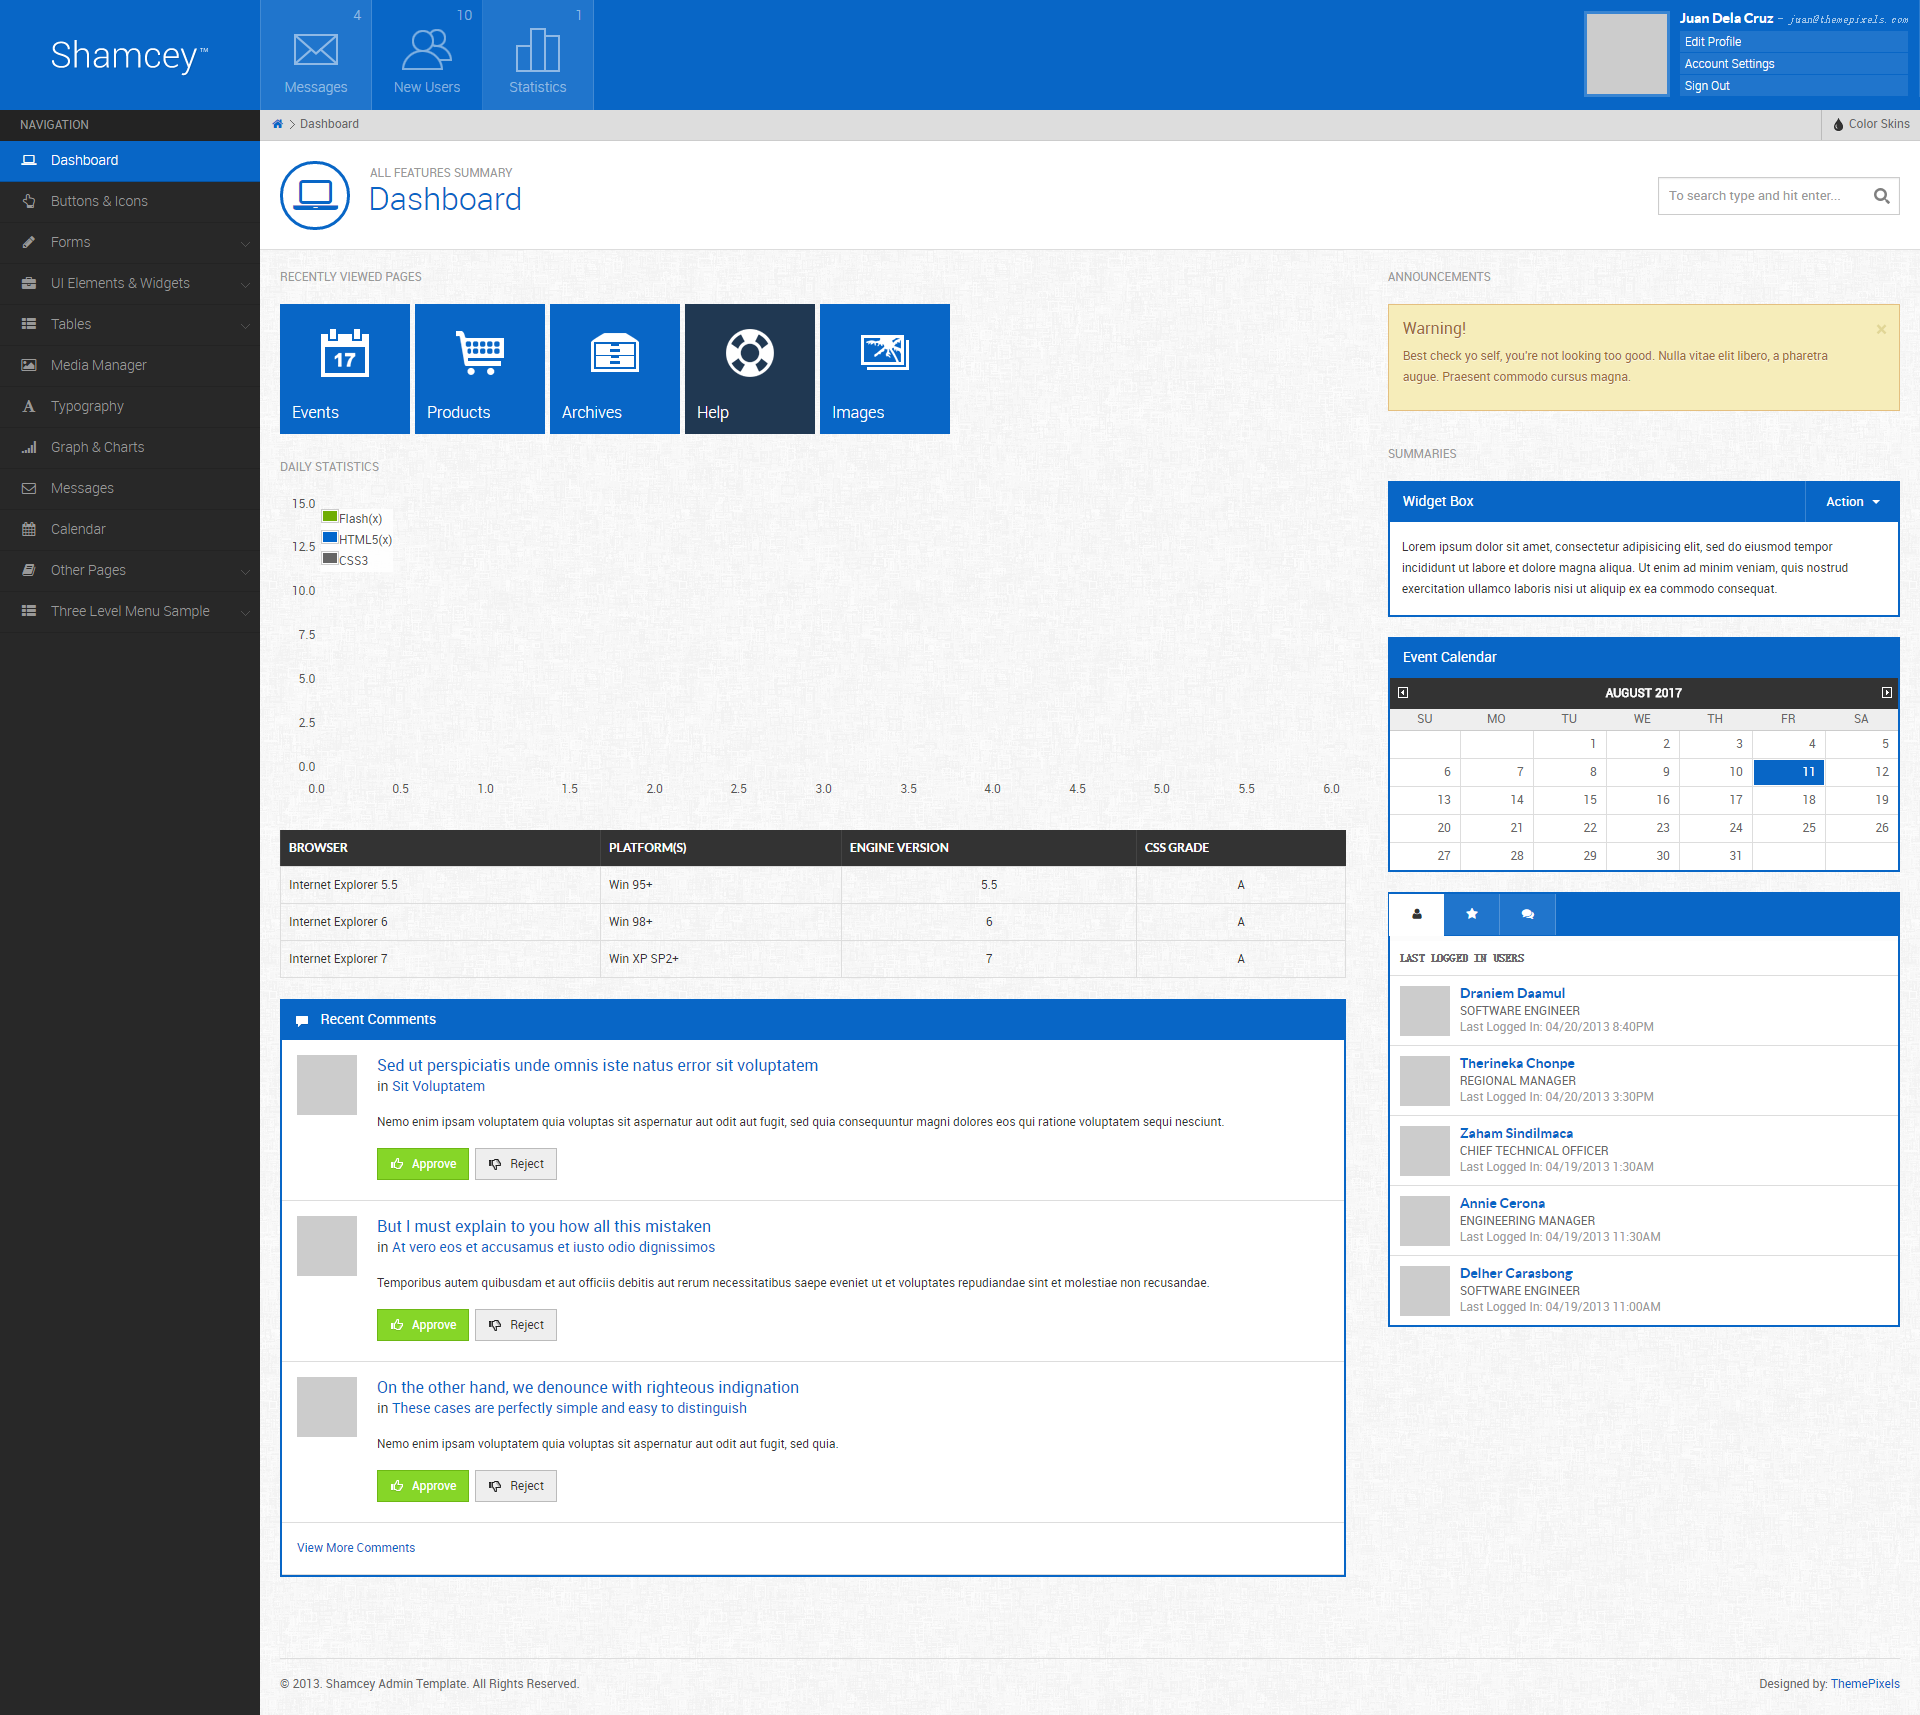 Shamcey™
4
Messages
10
New Users
1
Statistics
Juan Dela Cruz - juan@themepixels.com
Edit Profile
Account Settings
Sign Out
NAVIGATION
Dashboard
Buttons & Icons
Forms
UI Elements & Widgets
Tables
Media Manager
Typography
Graph & Charts
Messages
Calendar
Other Pages
Three Level Menu Sample
Dashboard
Color Skins
ALL FEATURES SUMMARY
Dashboard
To search type and hit enter...
RECENTLY VIEWED PAGES
17
Events
Products
Archives
Help
Images
DAILY STATISTICS
15.0
12.5
10.0
7.5
5.0
2.5
0.0
Flash(x)
HTML5(x)
CSS3
0.0 0.5 1.0 1.5 2.0 2.5 3.0 3.5 4.0 4.5 5.0 5.5 6.0
BROWSER PLATFORM(S) ENGINE VERSION CSS GRADE
Internet Explorer 5.5 Win 95+ 5.5 A
Internet Explorer 6 Win 98+ 6 A
Internet Explorer 7 Win XP SP2+ 7 A
Recent Comments
Sed ut perspiciatis unde omnis iste natus error sit voluptatem
in Sit Voluptatem
Nemo enim ipsam voluptatem quia voluptas sit aspernatur aut odit aut fugit, sed quia consequuntur magni dolores eos qui ratione voluptatem sequi nesciunt.
Approve Reject
But I must explain to you how all this mistaken
in At vero eos et accusamus et iusto odio dignissimos
Temporibus autem quibusdam et aut officiis debitis aut rerum necessitatibus saepe eveniet ut et voluptates repudiandae sint et molestiae non recusandae.
Approve Reject
On the other hand, we denounce with righteous indignation
in These cases are perfectly simple and easy to distinguish
Nemo enim ipsam voluptatem quia voluptas sit aspernatur aut odit aut fugit, sed quia.
Approve Reject
View More Comments
ANNOUNCEMENTS
Warning!
×
Best check yo self, you're not looking too good. Nulla vitae elit libero, a pharetra
augue. Praesent commodo cursus magna.
SUMMARIES
Widget Box
Action
Lorem ipsum dolor sit amet, consectetur adipisicing elit, sed do eiusmod tempor
incididunt ut labore et dolore magna aliqua. Ut enim ad minim veniam, quis nostrud
exercitation ullamco laboris nisi ut aliquip ex ea commodo consequat.
Event Calendar
AUGUST 2017
SU MO TU WE TH FR SA
1 2 3 4 5
6 7 8 9 10 11 12
13 14 15 16 17 18 19
20 21 22 23 24 25 26
27 28 29 30 31
LAST LOGGED IN USERS
Draniem Daamul
SOFTWARE ENGINEER
Last Logged In: 04/20/2013 8:40PM
Therineka Chonpe
REGIONAL MANAGER
Last Logged In: 04/20/2013 3:30PM
Zaham Sindilmaca
CHIEF TECHNICAL OFFICER
Last Logged In: 04/19/2013 1:30AM
Annie Cerona
ENGINEERING MANAGER
Last Logged In: 04/19/2013 11:30AM
Delher Carasbong
SOFTWARE ENGINEER
Last Logged In: 04/19/2013 11:00AM
© 2013. Shamcey Admin Template. All Rights Reserved.
Designed by: ThemePixels